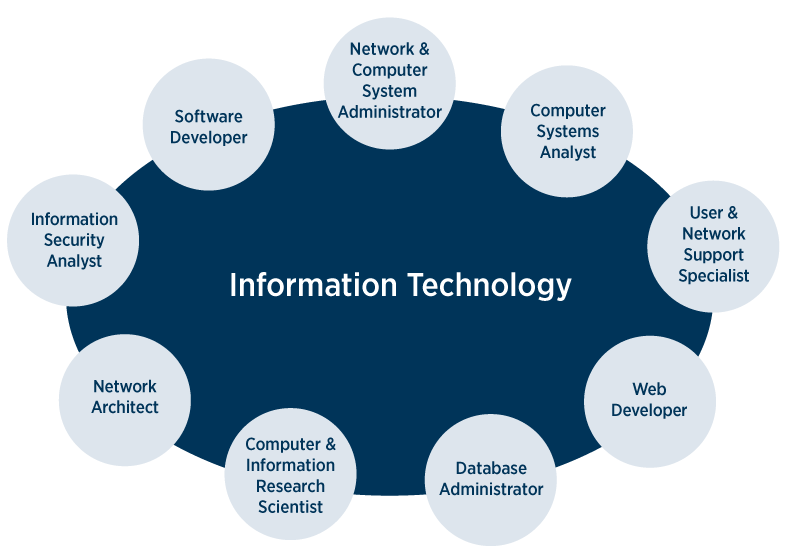 Network &
Computer
System
Administrator
Software
Developer
Computer
Systems
Analyst
Information
Security
Analyst
User &
Network
Support
Specialist
Information Technology
Network
Architect
Web
Developer
Computer &
Information
Research
Scientist
Database
Administrator